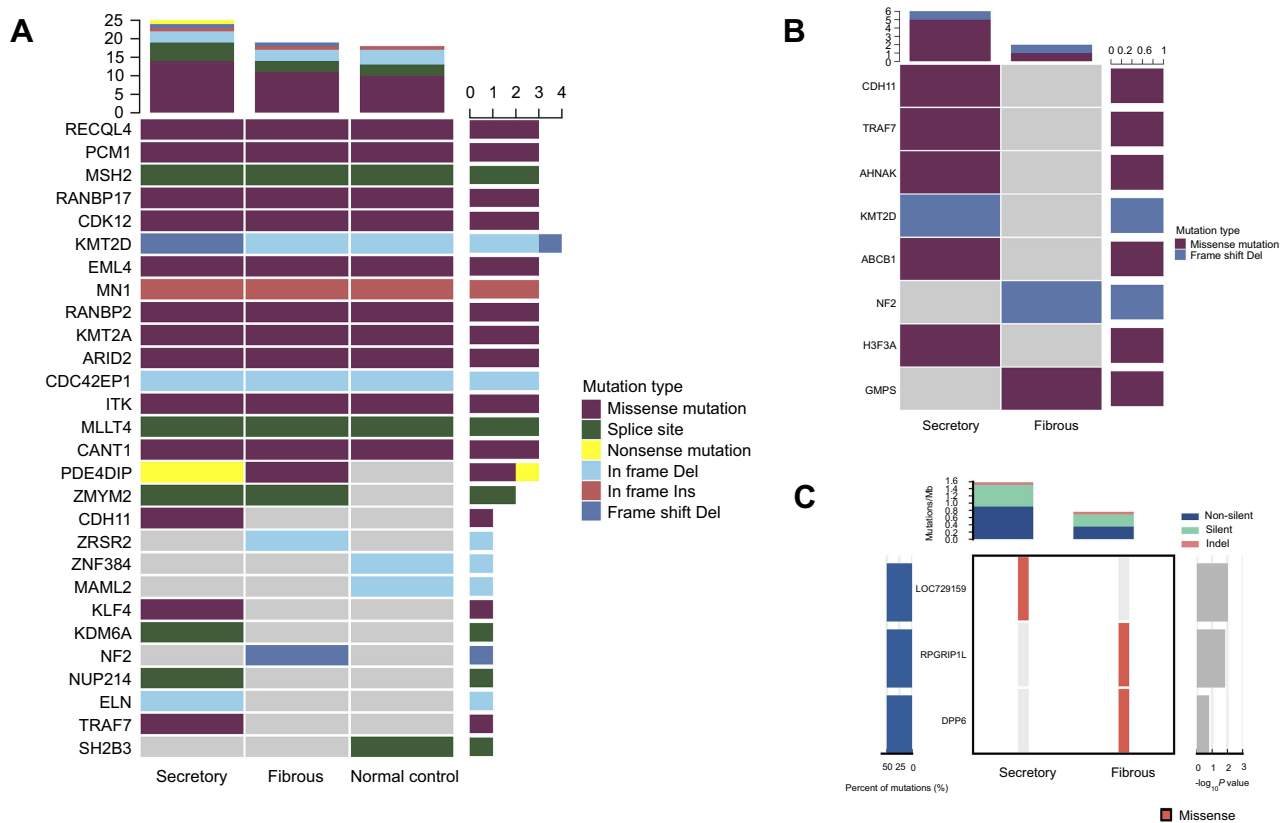 A
25
20
15
10
5
0
0 1 2 3 4
RECQL4
PCM1
MSH2
RANBP17
CDK12
KMT2D
EML4
MN1
RANBP2
KMT2A
ARID2
CDC42EP1
ITK
MLLT4
CANT1
PDE4DIP
ZMYM2
CDH11
ZRSR2
ZNF384
MAML2
KLF4
KDM6A
NF2
NUP214
ELN
TRAF7
SH2B3
Secretory Fibrous Normal control
Mutation type
Missense mutation
Splice site
Nonsense mutation
In frame Del
In frame Ins
Frame shift Del
B
6
5
4
3
2
1
0
0 0.2 0.6 1
CDH11
TRAF7
AHNAK
KMT2D
ABCB1
NF2
H3F3A
GMPS
Secretory Fibrous
Mutation type
Missense mutation
Frame shift Del
C
Mutations/Mb
1.6
1.4
1.2
1.0
0.8
0.6
0.4
0.2
0.0
Non-silent
Silent
Indel
LOC729159
RPGRIP1L
DPP6
50 25 0
Percent of mutations (%)
Secretory Fibrous
0 1 2 3
-log₁₀P value
Missense